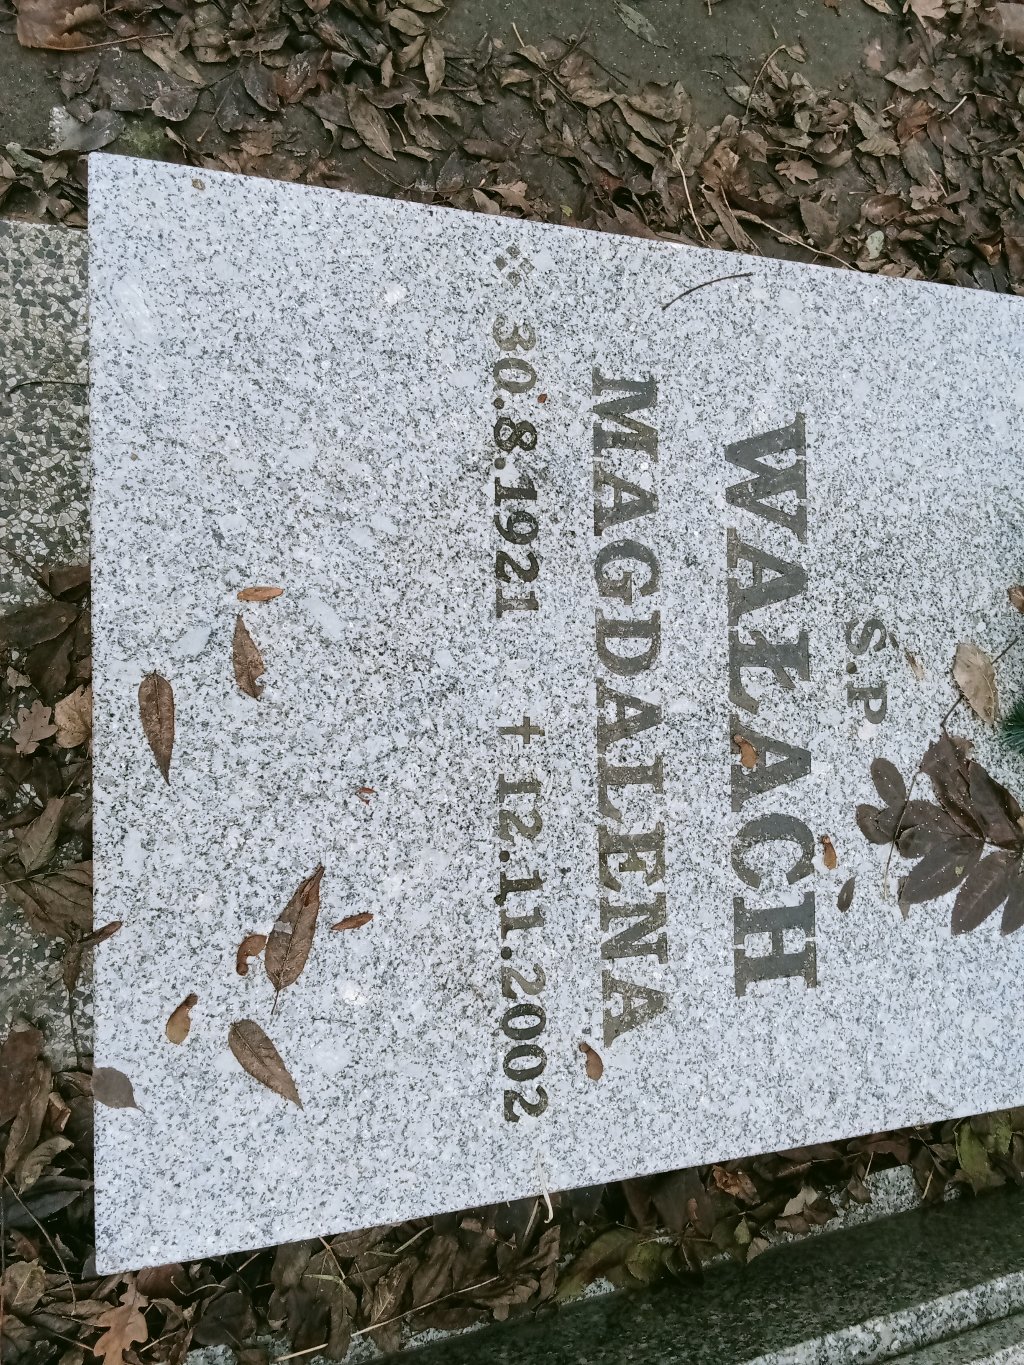 Ś.P
WAŁACH
MAGDALENA
30.8.1921 + 12.11.2002